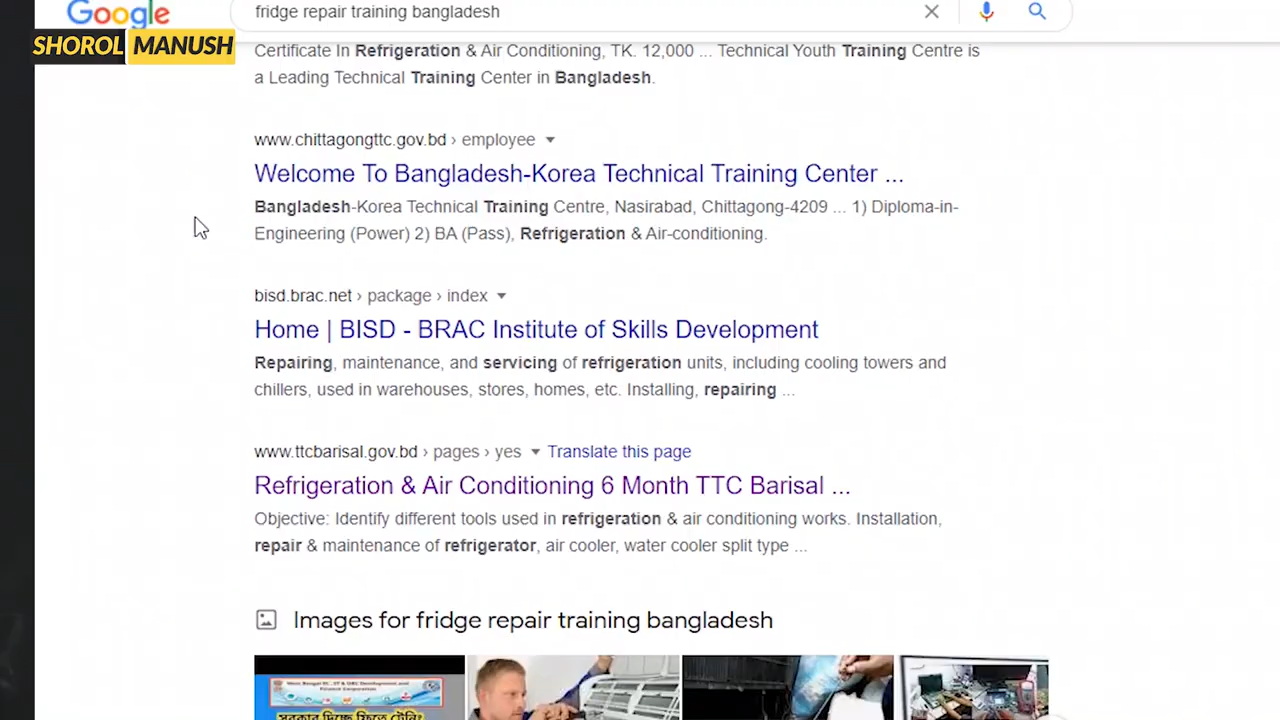 Google
fridge repair training bangladesh
SHOROL MANUSH
Certificate In Refrigeration & Air Conditioning, TK. 12,000 ... Technical Youth Training Centre is
a Leading Technical Training Center in Bangladesh.
www.chittagongttc.gov.bd › employee
Welcome To Bangladesh-Korea Technical Training Center ...
Bangladesh-Korea Technical Training Centre, Nasirabad, Chittagong-4209 ... 1) Diploma-in-
Engineering (Power) 2) BA (Pass), Refrigeration & Air-conditioning.
bisd.brac.net › package › index
Home | BISD - BRAC Institute of Skills Development
Repairing, maintenance, and servicing of refrigeration units, including cooling towers and
chillers, used in warehouses, stores, homes, etc. Installing, repairing ...
www.ttcbarisal.gov.bd › pages › yes Translate this page
Refrigeration & Air Conditioning 6 Month TTC Barisal ...
Objective: Identify different tools used in refrigeration & air conditioning works. Installation,
repair & maintenance of refrigerator, air cooler, water cooler split type ...
Images for fridge repair training bangladesh